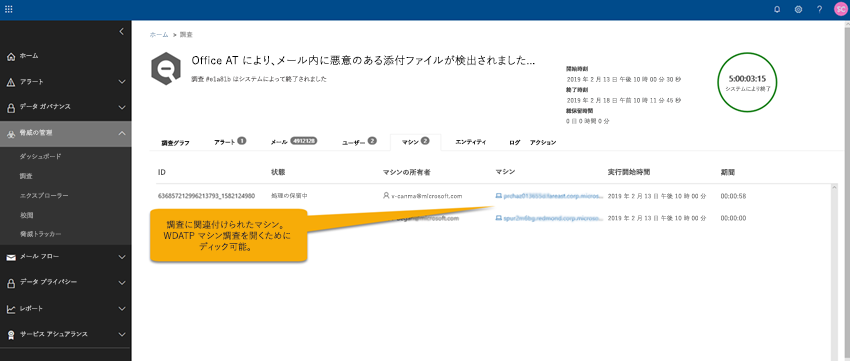 SC
ホーム > 調査
Office AT により、メール内に悪意のある添付ファイルが検出されました...
調査 #e1a81b はシステムによって終了されました
開始時刻
2019 年 2 月 13 日 午後 10 時 00 分 30 秒
終了時刻
2019 年 2 月 18 日 午前 10 時 11 分 45 秒
総保留時間
0 日 0 時間 0 分
5:00:03:15
システムにより終了
ホーム
アラート
データ ガバナンス
脅威の管理
ダッシュボード
調査
エクスプローラー
校閲
脅威トラッカー
メール フロー
データ プライバシー
レポート
サービス アシュアランス
調査グラフ アラート 1 メール 4912128 ユーザー 2 マシン 2 エンティティ ログ アクション
ID 状態 マシンの所有者 マシン 実行開始時間 期間
636857212996213793_1582124980 処理の保留中 v-canma@microsoft.com 2019 年 2 月 13 日 午後 10 時 00 分 00:00:58
@microsoft.com 2019 年 2 月 13 日 午後 10 時 00 分 00:00:00
調査に関連付けられたマシン。
WDATP マシン調査を開くために
ディック可能。